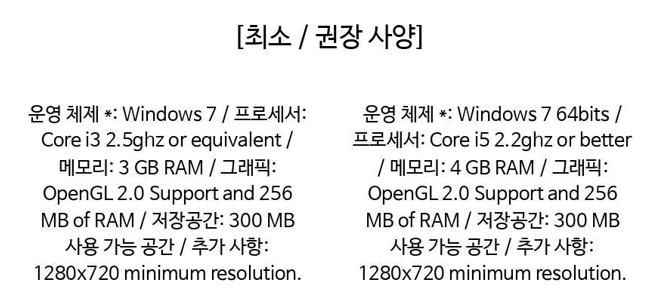 [최소 / 권장 사양]
운영 체제 *: Windows 7 / 프로세서:
Core i3 2.5ghz or equivalent /
메모리: 3 GB RAM / 그래픽:
OpenGL 2.0 Support and 256
MB of RAM / 저장공간: 300 MB
사용 가능 공간 / 추가 사항:
1280x720 minimum resolution.
운영 체제 *: Windows 7 64bits /
프로세서: Core i5 2.2ghz or better
/ 메모리: 4 GB RAM / 그래픽:
OpenGL 2.0 Support and 256
MB of RAM / 저장공간: 300 MB
사용 가능 공간 / 추가 사항:
1280x720 minimum resolution.